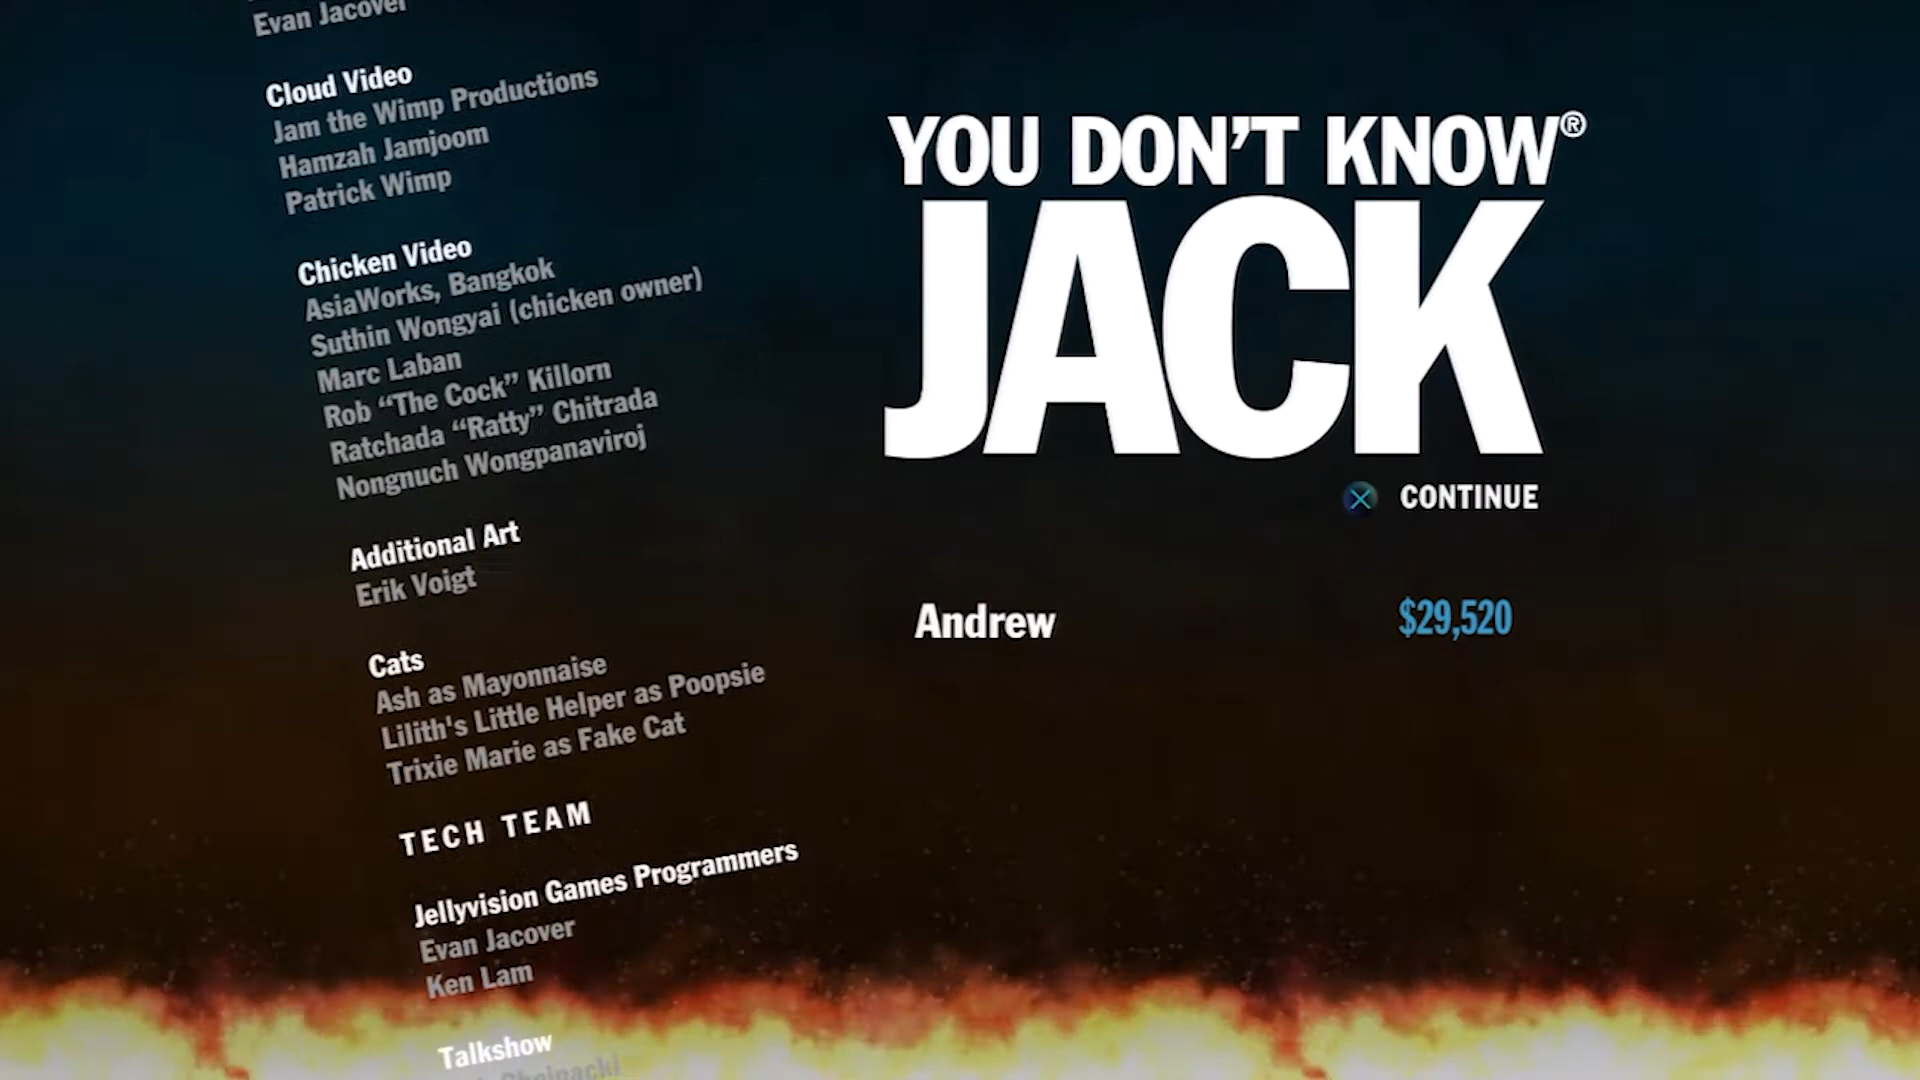 Evan Jacover
Cloud Video
Jam the Wimp Productions
Hamzah Jamjoom
Patrick Wimp
Chicken Video
AsiaWorks, Bangkok
Suthin Wongyai (chicken owner)
Marc Laban
Rob “The Cock” Killorn
Ratchada “Ratty” Chitrada
Nongnuch Wongpanaviroj
Additional Art
Erik Voigt
Cats
Ash as Mayonnaise
Lilith's Little Helper as Poopsie
Trixie Marie as Fake Cat
TECH TEAM
Jellyvision Games Programmers
Evan Jacover
Ken Lam
Talkshow
YOU DON’T KNOW®
JACK
CONTINUE
Andrew $29,520